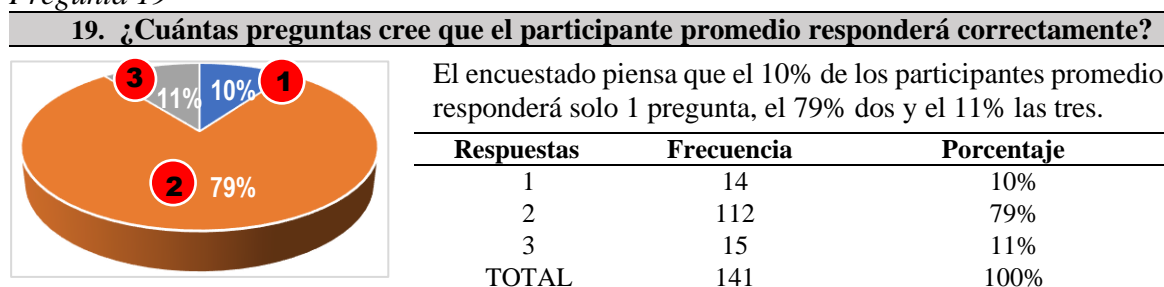 19. ¿Cuántas preguntas cree que el participante promedio responderá correctamente?
3
11%
10%
1
2
79%
El encuestado piensa que el 10% de los participantes promedio
responderá solo 1 pregunta, el 79% dos y el 11% las tres.
Respuestas Frecuencia Porcentaje
1 14 10%
2 112 79%
3 15 11%
TOTAL 141 100%